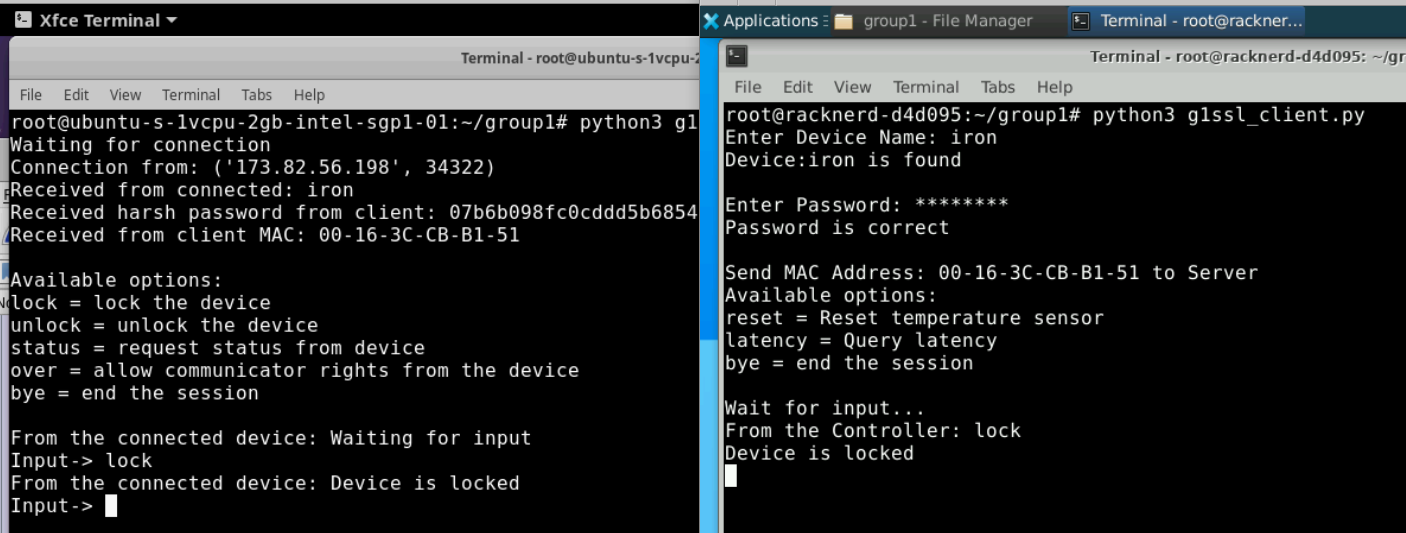 Xfce Terminal
Terminal - root@ubuntu-s-1vcpu-2
File Edit View Terminal Tabs Help
root@ubuntu-s-1vcpu-2gb-intel-sgp1-01:~/group1# python3 g1
Waiting for connection
Connection from: ('173.82.56.198', 34322)
Received from connected: iron
Received harsh password from client: 07b6b098fc0cddd5b6854
Received from client MAC: 00-16-3C-CB-B1-51
Available options:
lock = lock the device
unlock = unlock the device
status = request status from device
over = allow communicator rights from the device
bye = end the session
From the connected device: Waiting for input
Input-> lock
From the connected device: Device is locked
Input->
Applications
group1 - File Manager
Terminal - root@rackner...
Terminal - root@racknerd-d4d095: ~/gr
File Edit View Terminal Tabs Help
root@racknerd-d4d095:~/group1# python3 g1ssl_client.py
Enter Device Name: iron
Device:iron is found
Enter Password: ********
Password is correct
Send MAC Address: 00-16-3C-CB-B1-51 to Server
Available options:
reset = Reset temperature sensor
latency = Query latency
bye = end the session
Wait for input...
From the Controller: lock
Device is locked